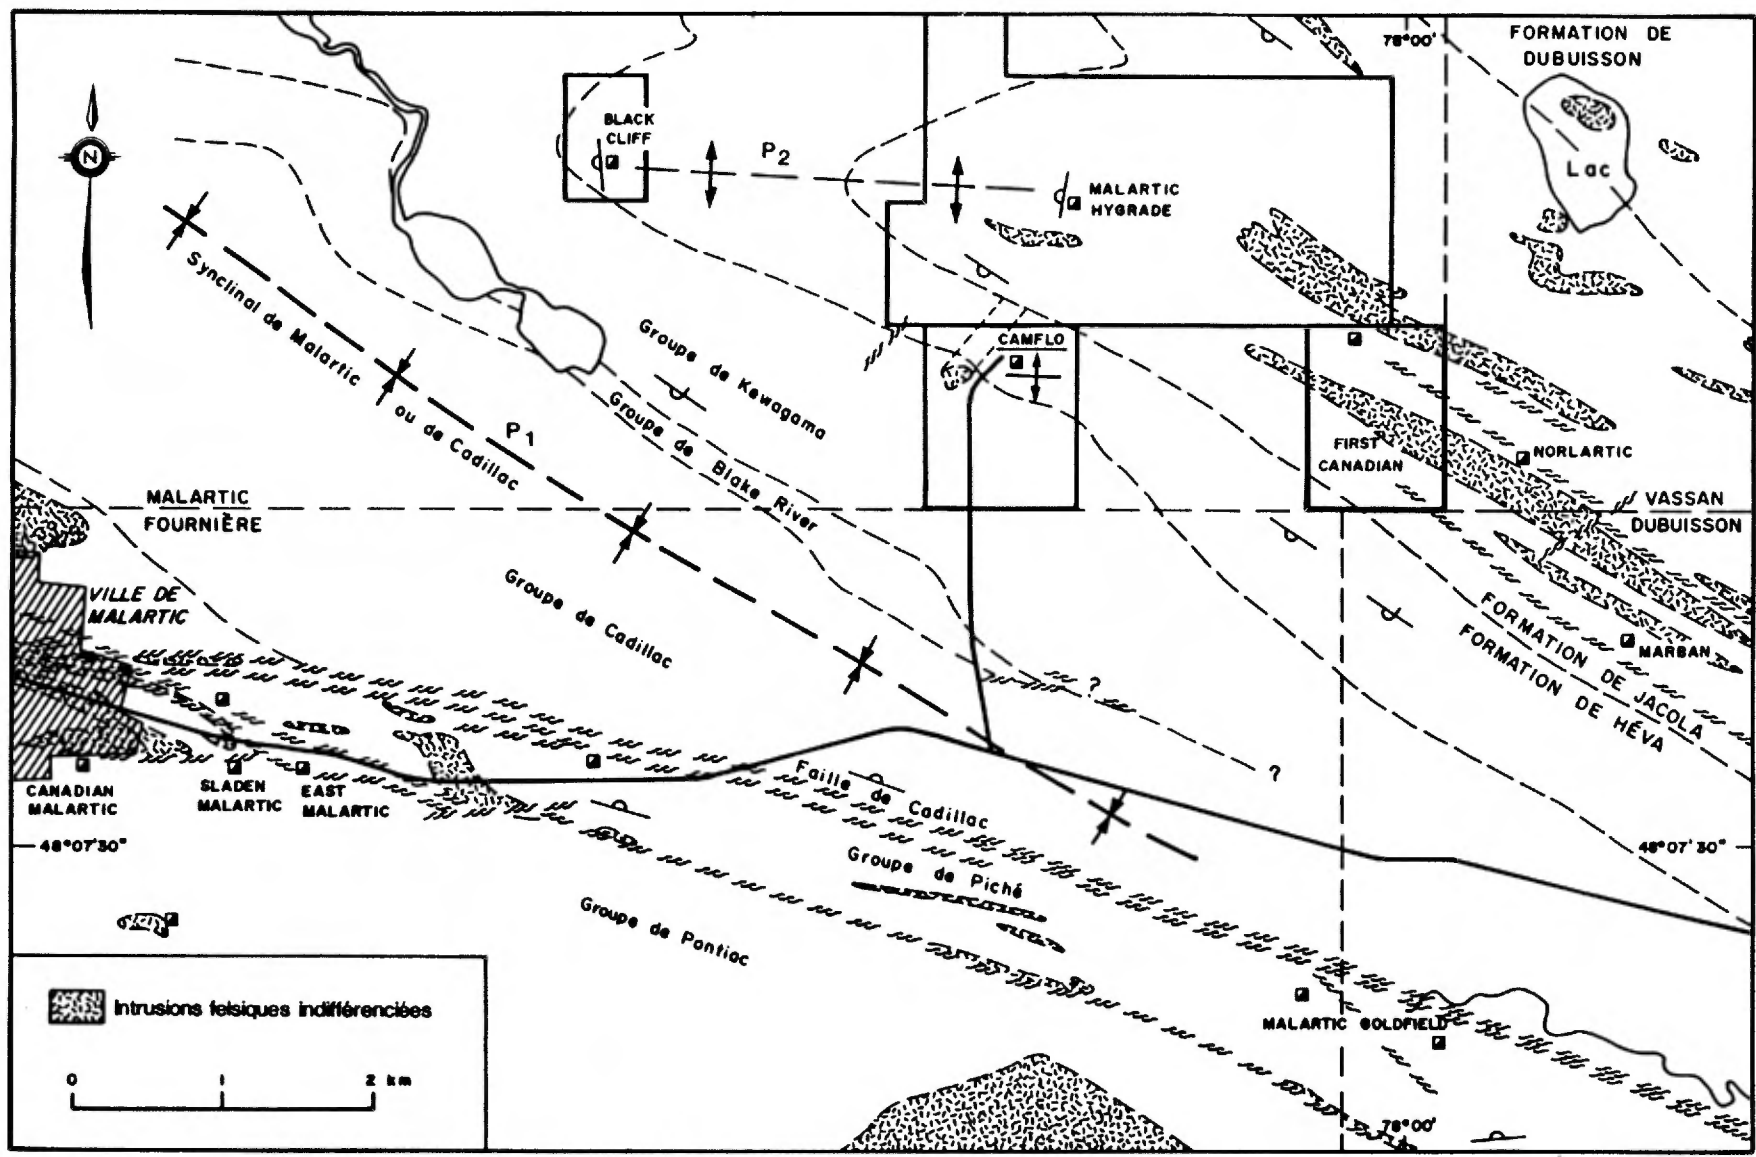 78°00'
FORMATION DE
DUBUISSON
BLACK
CLIFF
P2
Lac
N
MALARTIC
HYGRADE
Synclinal de Malartic
ou de Cadillac
P1
Groupe de Kewagama
Groupe de Blake River
CAMFLO
FIRST
CANADIAN
NORLARTIC
MALARTIC
FOURNIÈRE
VASSAN
DUBUISSON
VILLE DE
MALARTIC
Groupe de Cadillac
FORMATION DE JACOLA
FORMATION DE HÉVA
MARBAN
?
?
CANADIAN
MALARTIC
SLADEN
MALARTIC
EAST
MALARTIC
Faille de Cadillac
48°07'30"
48°07'30"
Groupe de Piché
Groupe de Pontiac
MALARTIC GOLDFIELD
Intrusions felsiques indifférenciées
0 1 2 km
78°00'